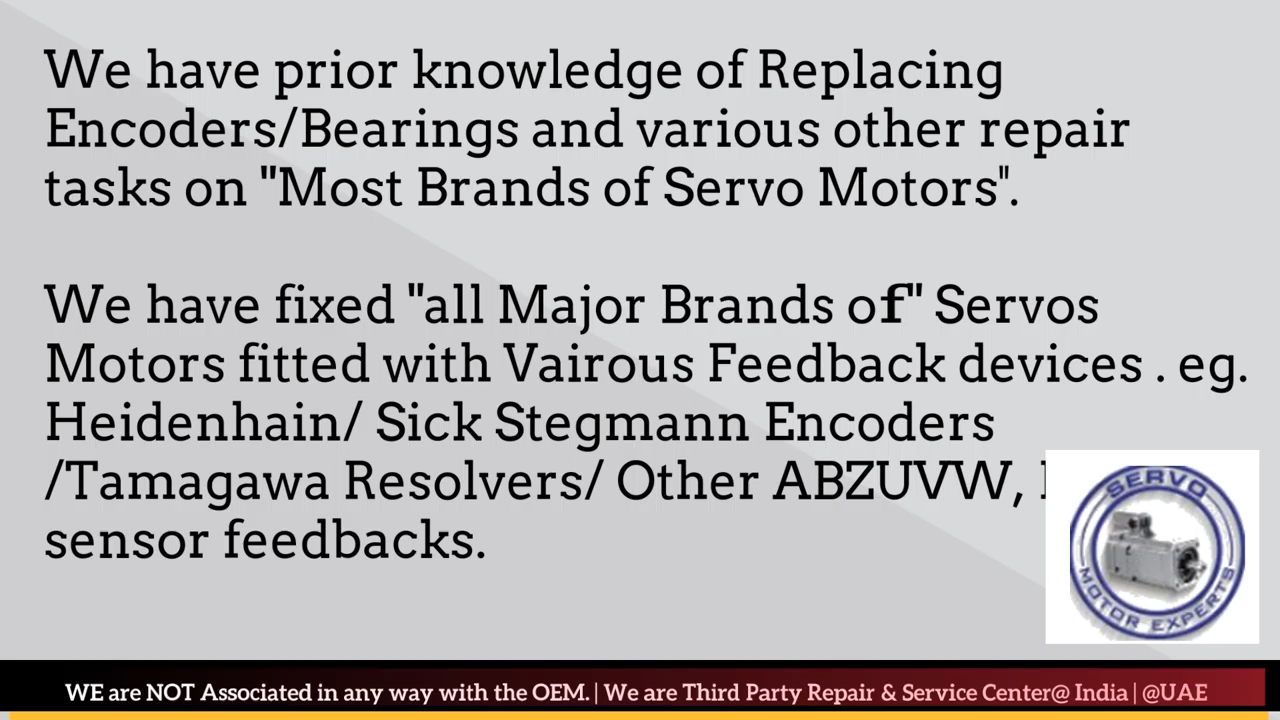 We have prior knowledge of Replacing
Encoders/Bearings and various other repair
tasks on "Most Brands of Servo Motors".
We have fixed "all Major Brands of" Servos
Motors fitted with Vairous Feedback devices . eg.
Heidenhain/ Sick Stegmann Encoders
/Tamagawa Resolvers/ Other ABZUVW,
sensor feedbacks.
SERVO
MOTOR EXPERTS
WE are NOT Associated in any way with the OEM. | We are Third Party Repair & Service Center@ India | @UAE